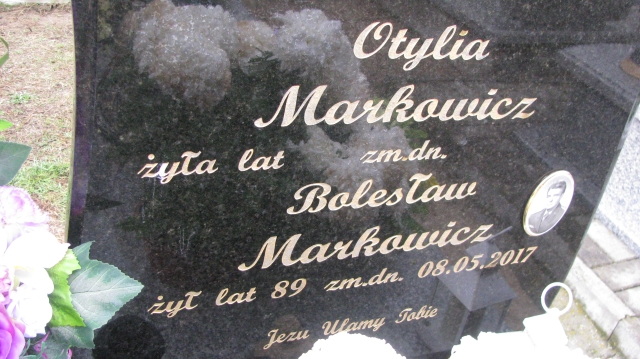 Otylia
Markowicz
żyła lat zm.dn.
Bolesław
Markowicz
żył lat 89 zm.dn. 08.05.2017
Jezu Ufamy Tobie